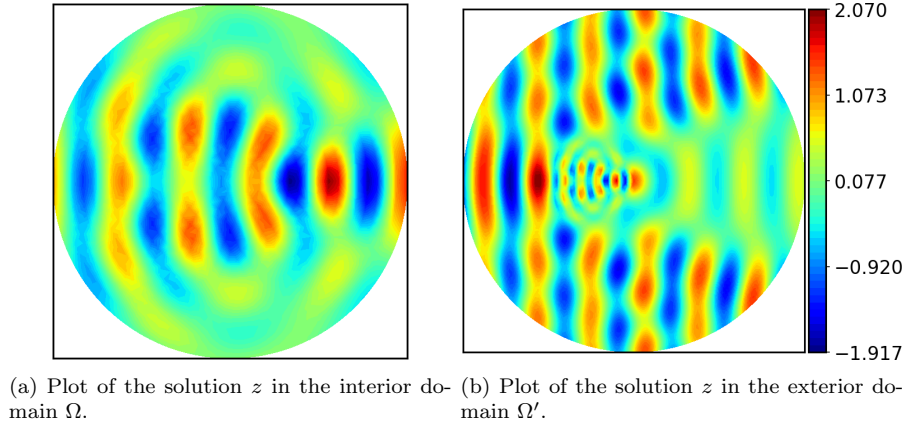 2.070
1.073
0.077
−0.920
−1.917
(a) Plot of the solution z in the interior do-
main Ω.
(b) Plot of the solution z in the exterior do-
main Ω′.